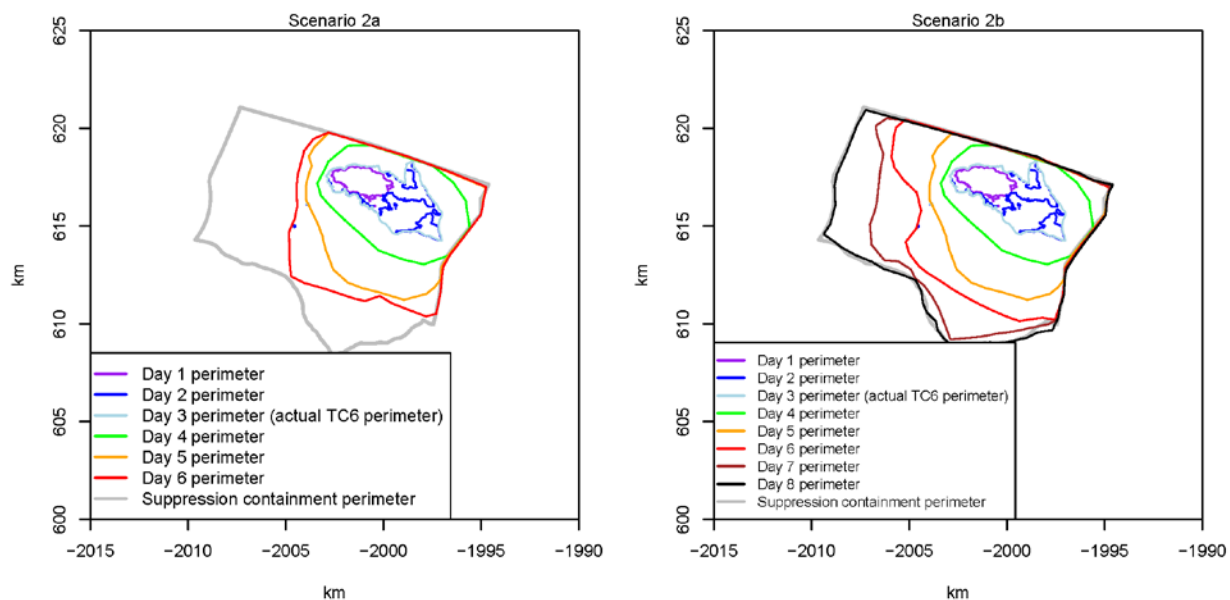 Scenario 2a
625
620
615
610
605
600
km
Day 1 perimeter
Day 2 perimeter
Day 3 perimeter (actual TC6 perimeter)
Day 4 perimeter
Day 5 perimeter
Day 6 perimeter
Suppression containment perimeter
−2015 −2010 −2005 −2000 −1995 −1990
km
Scenario 2b
625
620
615
610
605
600
km
Day 1 perimeter
Day 2 perimeter
Day 3 perimeter (actual TC6 perimeter)
Day 4 perimeter
Day 5 perimeter
Day 6 perimeter
Day 7 perimeter
Day 8 perimeter
Suppression containment perimeter
−2015 −2010 −2005 −2000 −1995 −1990
km